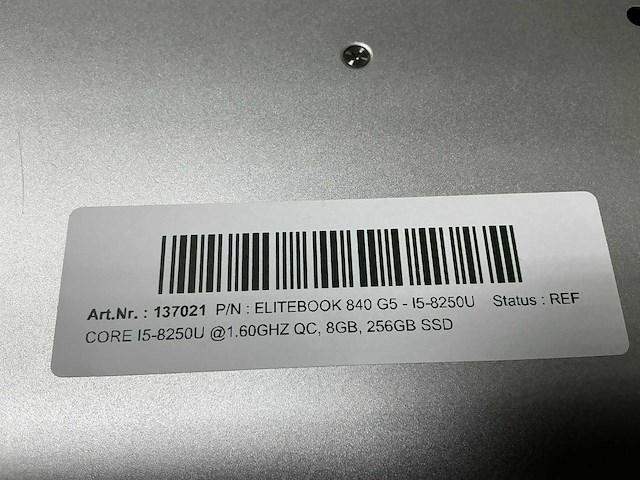 Art.Nr. : 137021 P/N : ELITEBOOK 840 G5 - I5-8250U Status : REF
CORE I5-8250U @1.60GHZ QC, 8GB, 256GB SSD